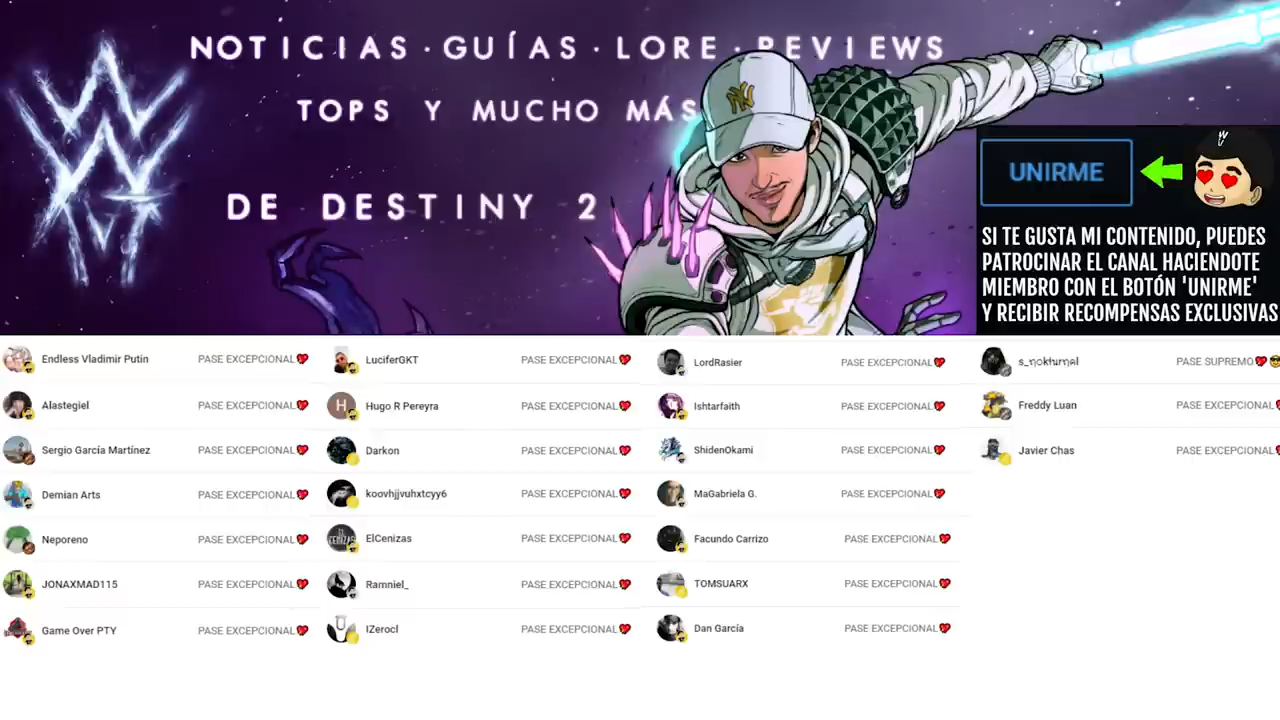 NOTICIAS · GUÍAS · LORE · REVIEWS
TOPS Y MUCHO MÁS
DE DESTINY 2
UNIRME
SI TE GUSTA MI CONTENIDO, PUEDES
PATROCINAR EL CANAL HACIENDOTE
MIEMBRO CON EL BOTÓN 'UNIRME'
Y RECIBIR RECOMPENSAS EXCLUSIVAS
Endless Vladimir Putin PASE EXCEPCIONAL
Alastegiel PASE EXCEPCIONAL
Sergio García Martínez PASE EXCEPCIONAL
Demian Arts PASE EXCEPCIONAL
Neporeno PASE EXCEPCIONAL
JONAXMAD115 PASE EXCEPCIONAL
Game Over PTY PASE EXCEPCIONAL
LuciferGKT PASE EXCEPCIONAL
H Hugo R Pereyra PASE EXCEPCIONAL
Darkon PASE EXCEPCIONAL
koovhjjvuhxtcyy6 PASE EXCEPCIONAL
ElCenizas PASE EXCEPCIONAL
Ramniel_ PASE EXCEPCIONAL
IZerocl PASE EXCEPCIONAL
LordRasier PASE EXCEPCIONAL
Ishtarfaith PASE EXCEPCIONAL
ShidenOkami PASE EXCEPCIONAL
MaGabriela G. PASE EXCEPCIONAL
Facundo Carrizo PASE EXCEPCIONAL
TOMSUARX PASE EXCEPCIONAL
Dan García PASE EXCEPCIONAL
s_nokturnal PASE SUPREMO
Freddy Luan PASE EXCEPCIONAL
Javier Chas PASE EXCEPCIONAL